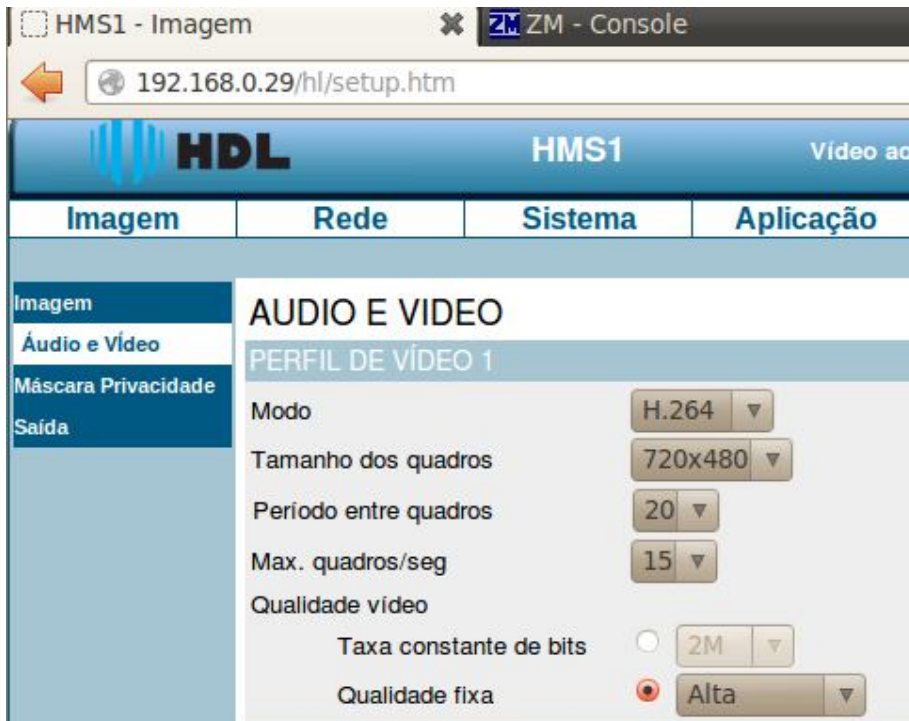 HMS1 - Imagem ZM ZM - Console
192.168.0.29/hl/setup.htm
HDL HMS1 Vídeo ao
Imagem Rede Sistema Aplicação
Imagem
Áudio e Vídeo
Máscara Privacidade
Saída
AUDIO E VIDEO
PERFIL DE VÍDEO 1
Modo H.264
Tamanho dos quadros 720x480
Período entre quadros 20
Max. quadros/seg 15
Qualidade vídeo
Taxa constante de bits 2M
Qualidade fixa Alta